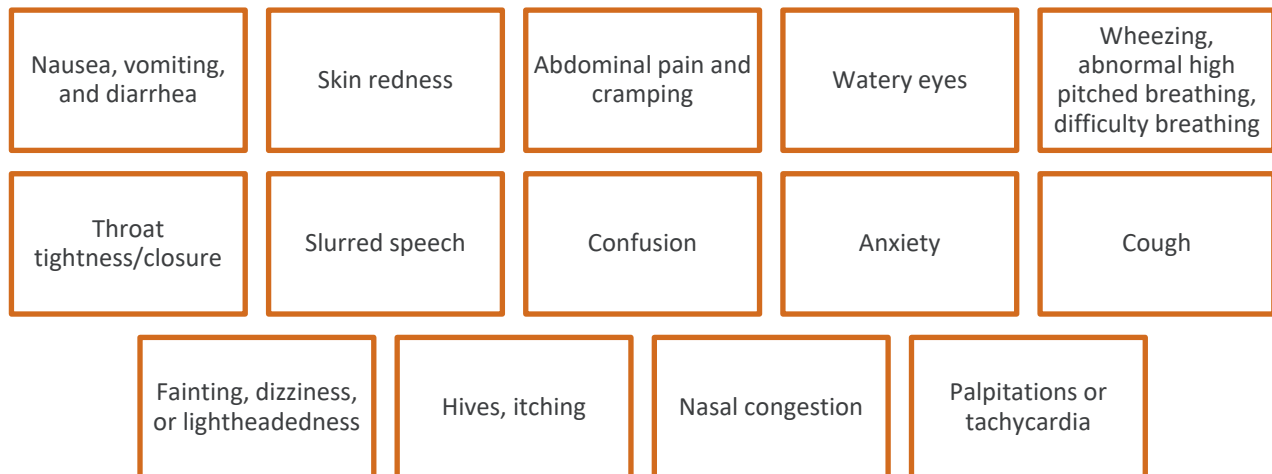 Nausea, vomiting,
and diarrhea
Skin redness
Abdominal pain and
cramping
Watery eyes
Wheezing,
abnormal high
pitched breathing,
difficulty breathing
Throat
tightness/closure
Slurred speech
Confusion
Anxiety
Cough
Fainting, dizziness,
or lightheadedness
Hives, itching
Nasal congestion
Palpitations or
tachycardia